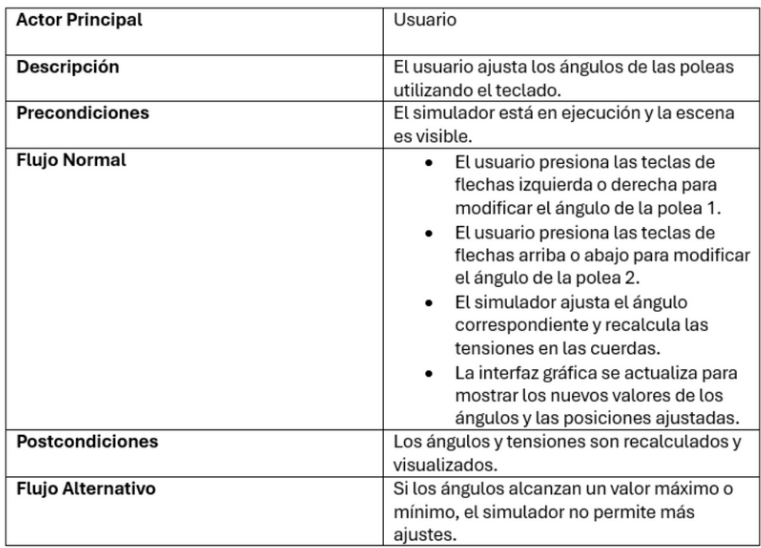 Actor Principal
Usuario
Descripción
El usuario ajusta los ángulos de las poleas
utilizando el teclado.
Precondiciones
El simulador está en ejecución y la escena
es visible.
Flujo Normal
• El usuario presiona las teclas de
flechas izquierda o derecha para
modificar el ángulo de la polea 1.
• El usuario presiona las teclas de
flechas arriba o abajo para modificar
el ángulo de la polea 2.
• El simulador ajusta el ángulo
correspondiente y recalcula las
tensiones en las cuerdas.
• La interfaz gráfica se actualiza para
mostrar los nuevos valores de los
ángulos y las posiciones ajustadas.
Postcondiciones
Los ángulos y tensiones son recalculados y
visualizados.
Flujo Alternativo
Si los ángulos alcanzan un valor máximo o
mínimo, el simulador no permite más
ajustes.